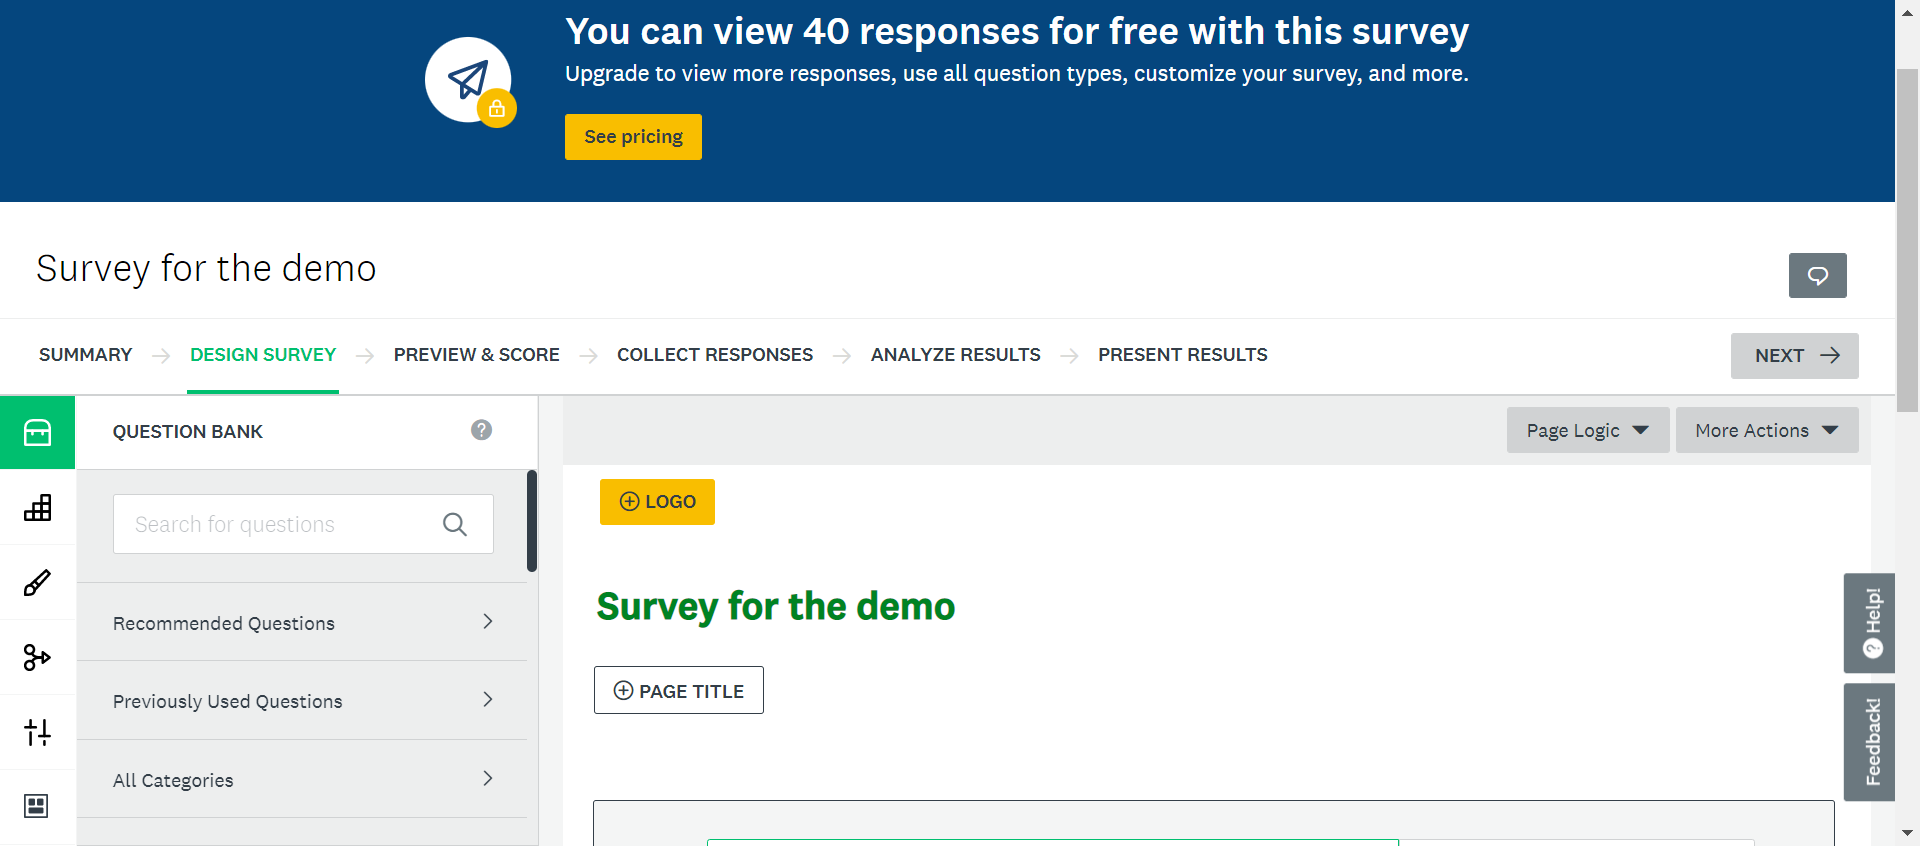 You can view 40 responses for free with this survey
Upgrade to view more responses, use all question types, customize your survey, and more.
See pricing
Survey for the demo
SUMMARY
DESIGN SURVEY
PREVIEW & SCORE
COLLECT RESPONSES
ANALYZE RESULTS
PRESENT RESULTS
NEXT
QUESTION BANK
?
Search for questions
Recommended Questions
Previously Used Questions
All Categories
Page Logic
More Actions
LOGO
Survey for the demo
PAGE TITLE
? Help!
Feedback!